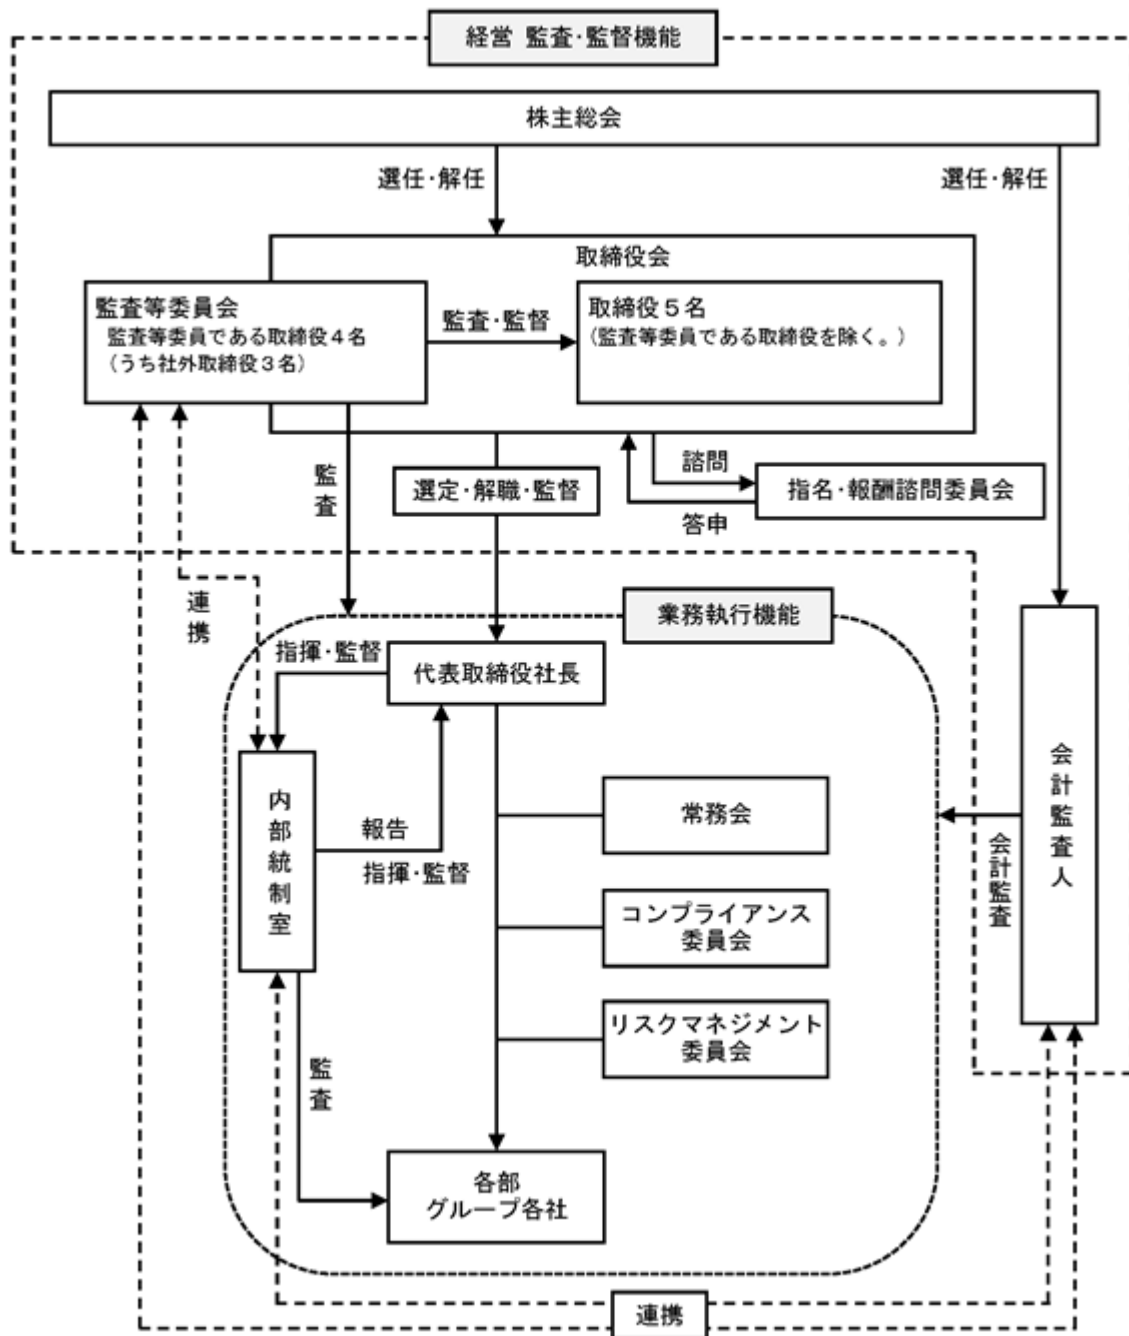 経営 監査・監督機能
株主総会
選任・解任
選任・解任
取締役会
監査等委員会
監査等委員である取締役4名
(うち社外取締役3名)
監査・監督
取締役5名
(監査等委員である取締役を除く。)
監査
選定・解職・監督
諮問
指名・報酬諮問委員会
答申
連携
業務執行機能
指揮・監督
代表取締役社長
会計監査人
内部統制室
報告
指揮・監督
常務会
会計監査
コンプライアンス
委員会
リスクマネジメント
委員会
監査
各部
グループ各社
連携